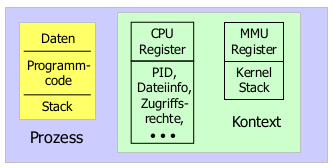 Daten
Programm-
code
Stack
Prozess
CPU
Register
PID,
Dateiinfo,
Zugriffs-
rechte,
•••
MMU
Register
Kernel
Stack
Kontext